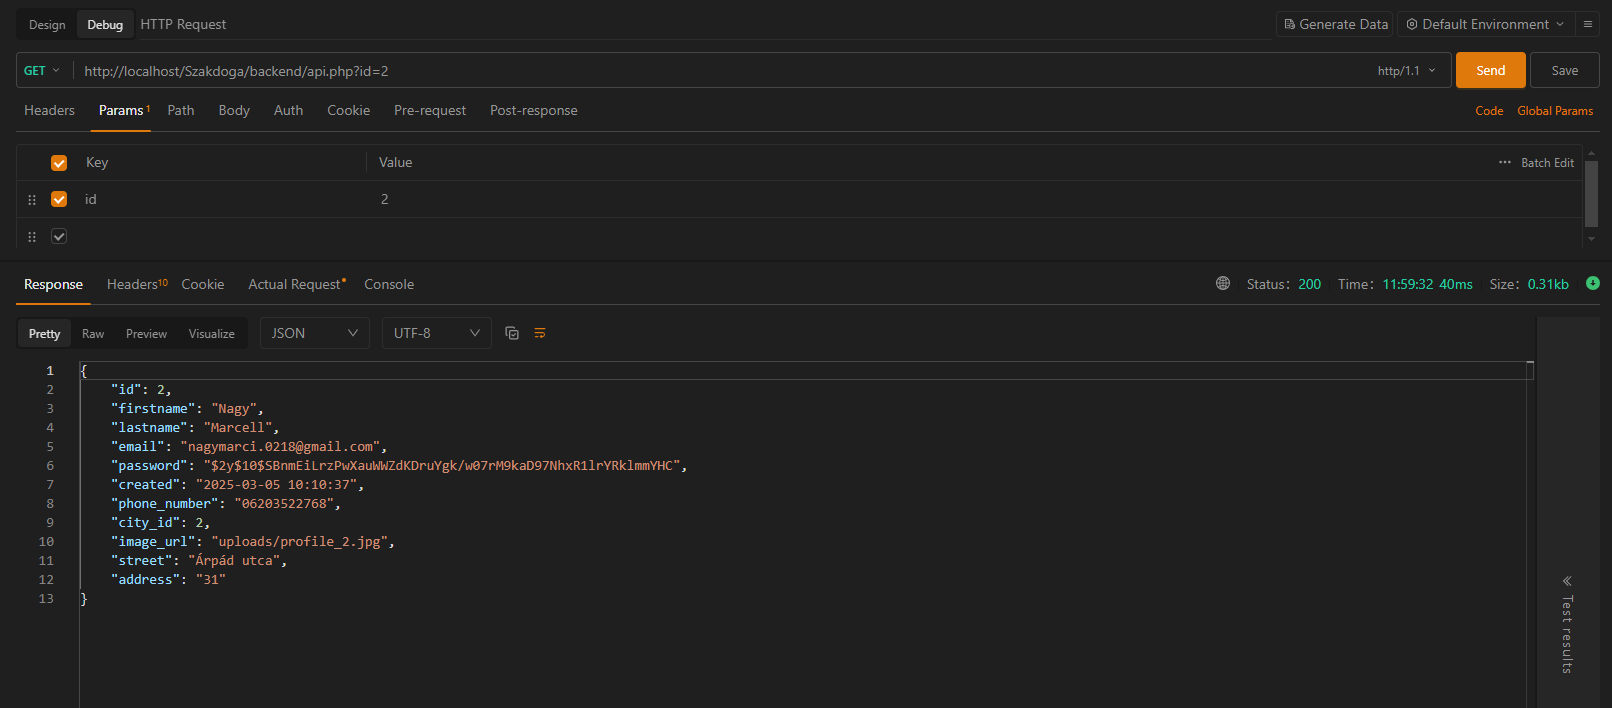 Design Debug HTTP Request Generate Data Default Environment
GET http://localhost/Szakdoga/backend/api.php?id=2 http/1.1 Send Save
Headers Params 1 Path Body Auth Cookie Pre-request Post-response Code Global Params
Key Value ··· Batch Edit
id 2
Response Headers 10 Cookie Actual Request Console Status: 200 Time: 11:59:32 40ms Size: 0.31kb
Pretty Raw Preview Visualize JSON UTF-8
1 {
2 "id": 2,
3 "firstname": "Nagy",
4 "lastname": "Marcell",
5 "email": "nagymarci.0218@gmail.com",
6 "password": "$2y$10$SBnmEiLrzPwXauWWZdKDruYgk/w07rM9kaD97NhxR1lrYRklmmYHC",
7 "created": "2025-03-05 10:10:37",
8 "phone_number": "06203522768",
9 "city_id": 2,
10 "image_url": "uploads/profile_2.jpg",
11 "street": "Árpád utca",
12 "address": "31"
13 }
Test results